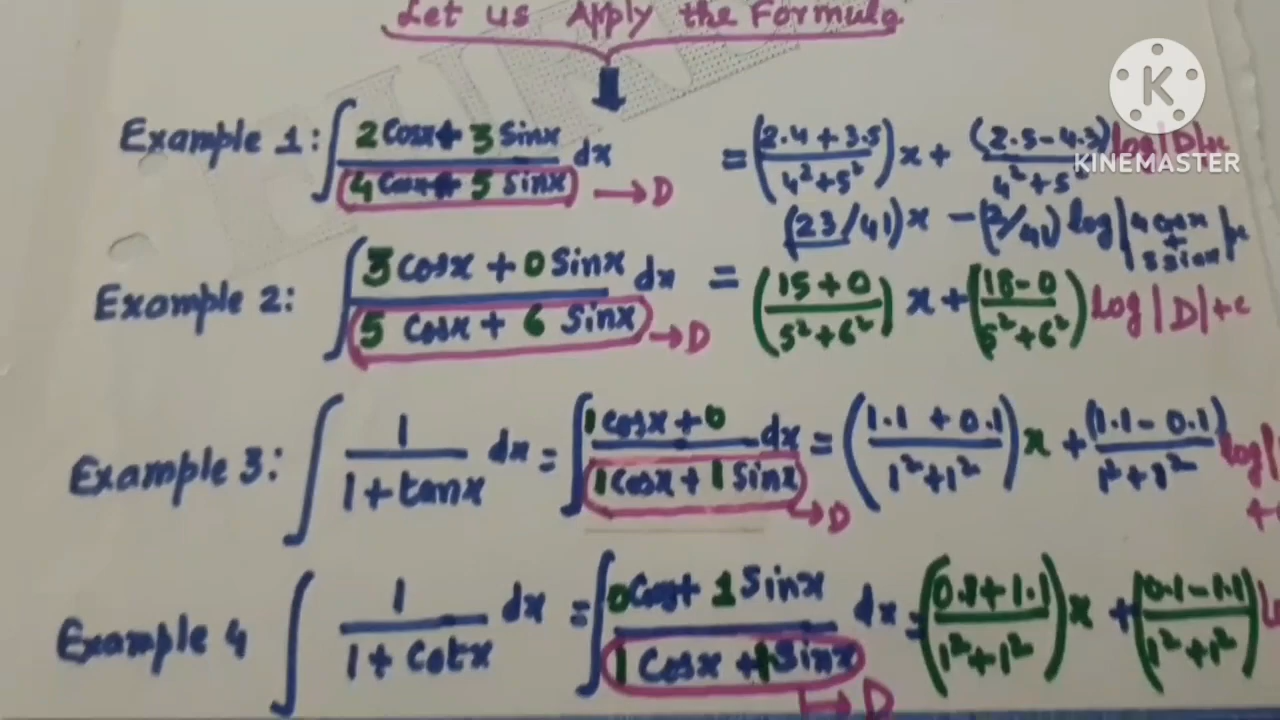 Let us Apply the Formula
Example 1: ∫ (2 Cosx + 3 Sinx)/(4 Cosx + 5 Sinx) dx → D = ((2.4 + 3.5)/(4² + 5²)) x + ((2.5 - 4.3)/(4² + 5²)) log|D|+c
(23/41) x - (2/41) log|4 cosx + 5 sinx|+c
Example 2: ∫ (3 Cosx + 0 Sinx)/(5 Cosx + 6 Sinx) dx → D = ((15 + 0)/(5² + 6²)) x + ((18 - 0)/(5² + 6²)) log|D|+c
Example 3: ∫ 1/(1 + tanx) dx = ∫ (1 Cosx + 0)/(1 Cosx + 1 Sinx) dx → D = ((1.1 + 0.1)/(1² + 1²)) x + ((1.1 - 0.1)/(1² + 1²)) log|
Example 4 ∫ 1/(1 + Cotx) dx = ∫ (0 Cos + 1 Sinx)/(1 Cosx + 1 Sinx) dx → D = ((0.1 + 1.1)/(1² + 1²)) x + ((0.1 - 1.1)/(1² + 1²))
K
KINEMASTER